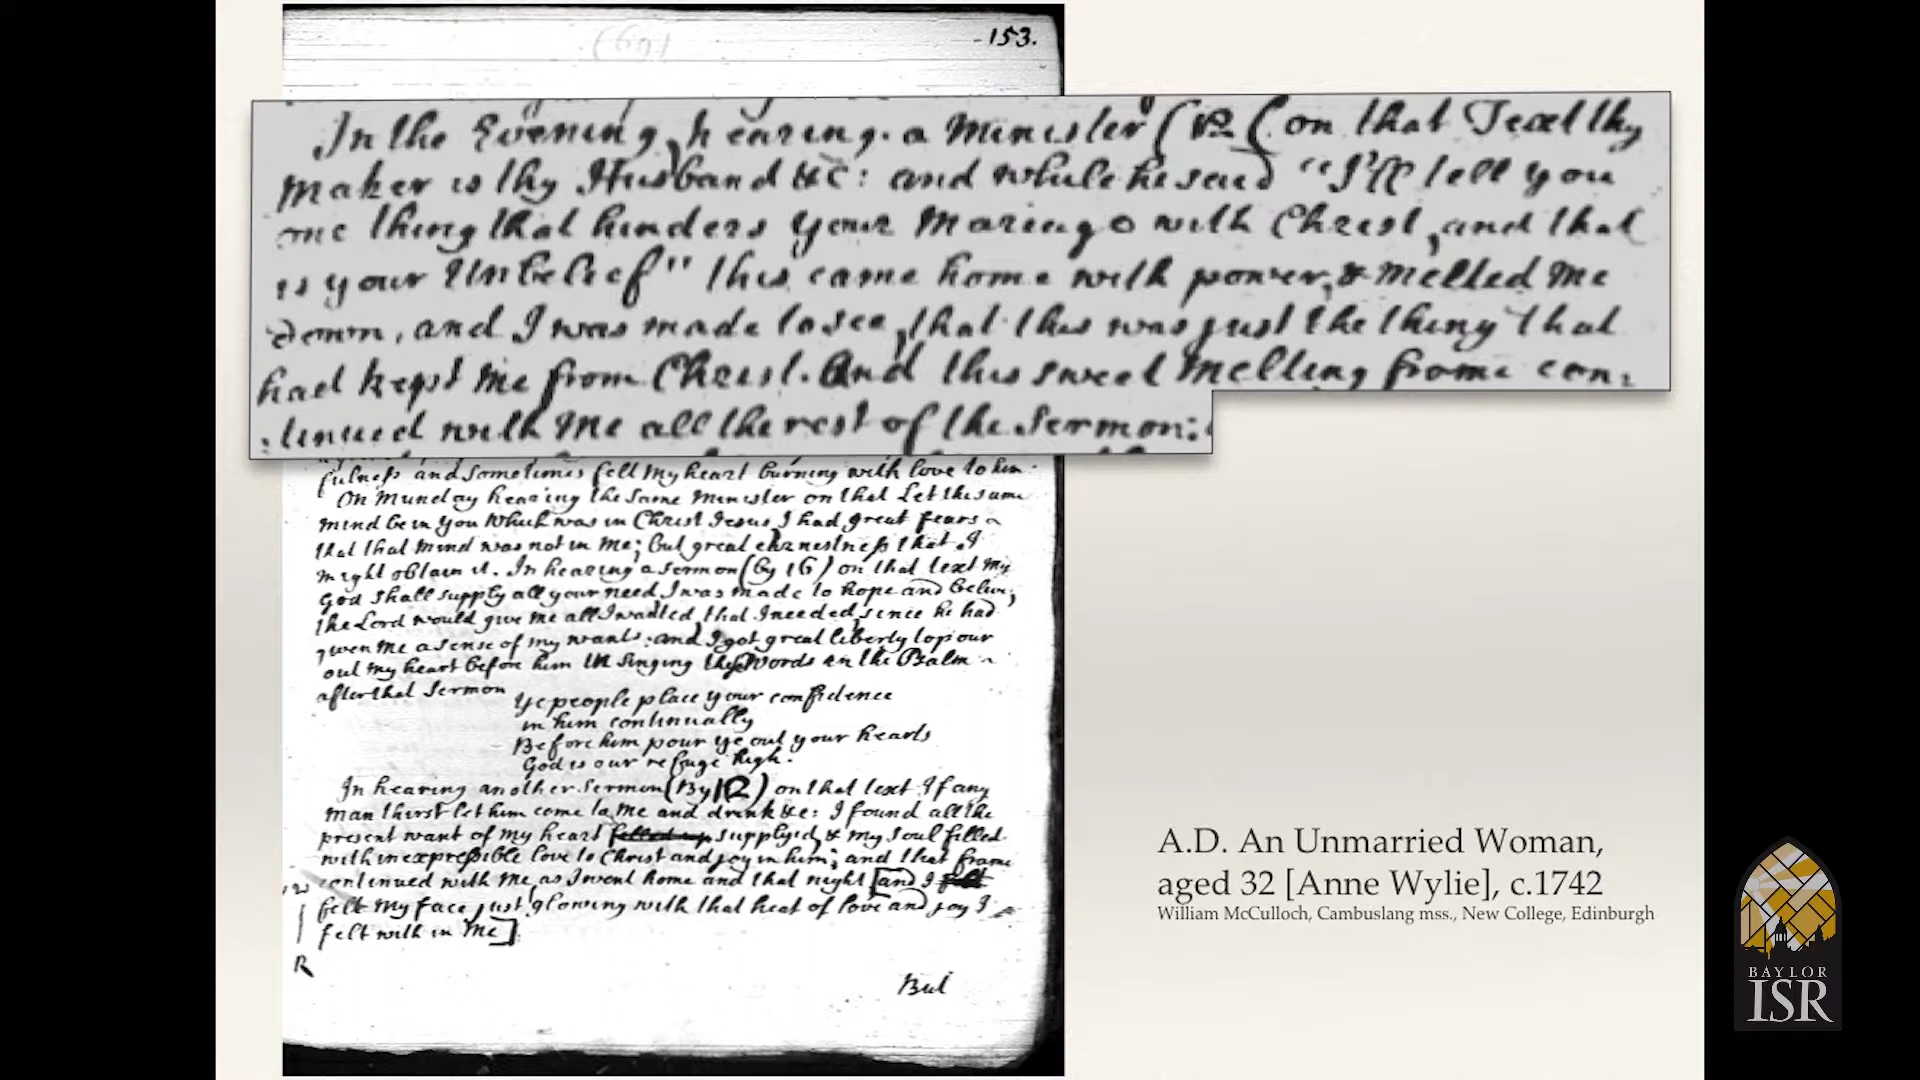 (69)
153.
In the Evening hearing a Minister (12 ( on that Text thy
Maker is thy Husband &c: and while he said "I'll tell you
one thing that hinders your Mariage with Christ, and that
is your Unbelief" this came home with power, & Melted Me
down, and I was made to see, that this was just the thing that
had kept Me from Christ. And this sweet Melting frame con,
:tinued with Me all the rest of the Sermon:
fulness and sometimes felt My heart burning with love to him.
On Munday hearing the same Minister on that Let the same
mind be in you Which was in Christ Jesus, I had great fears
that that Mind was not in Me; but great earnestness that I
might obtain it. In hearing a sermon (by 16) on that text My
God shall supply all your need, I was made to hope and believ,
the Lord would give Me all I wanted, that I needed, since he had
given Me a sense of my wants: and I got great liberty to pour
out my heart before him in singing these Words in the Psalm
after that Sermon
Ye people place your confidence
in him continually
Before him pour ye out your hearts
God is our refuge high.
In hearing another Sermon (By 12) on that text If any
man thirst let him come to Me and drink &c: I found all the
present want of my heart filled up supplyed, & My Soul filled
with inexpressible love to Christ and joy in him; and that frame
continued with Me as I went home and that night [and I felt
felt My face just glowing with that heat of love and joy I
felt with in Me]
R
But
A.D. An Unmarried Woman,
aged 32 [Anne Wylie], c.1742
William McCulloch, Cambuslang mss., New College, Edinburgh
BAYLOR
ISR